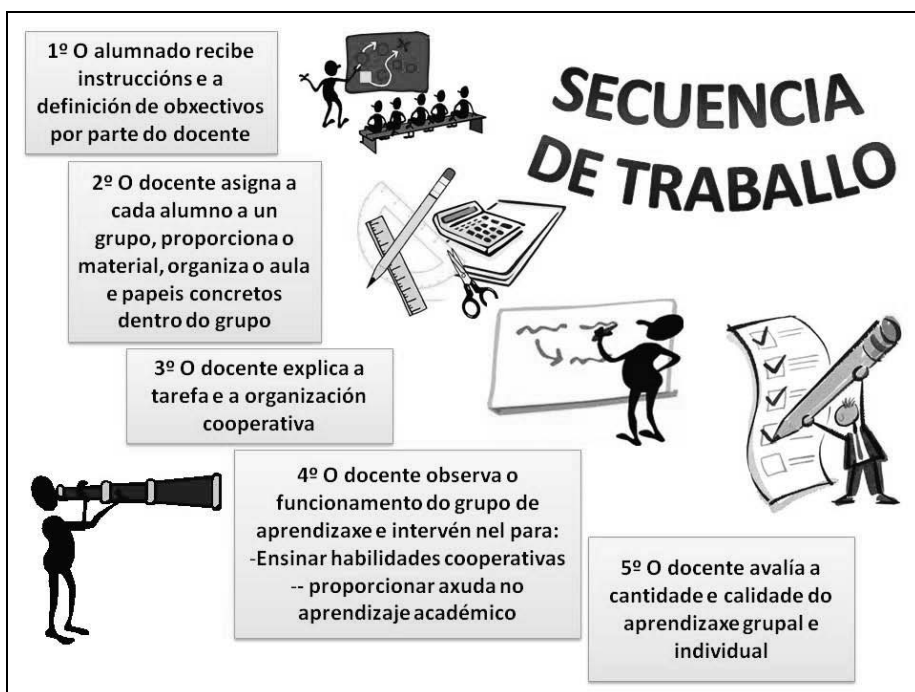 1º O alumnado recibe
instruccións e a
definición de obxectivos
por parte do docente
SECUENCIA
DE TRABALLO
2º O docente asigna a
cada alumno a un
grupo, proporciona o
material, organiza o aula
e papeis concretos
dentro do grupo
3º O docente explica a
tarefa e a organización
cooperativa
4º O docente observa o
funcionamento do grupo de
aprendizaxe e intervén nel para:
-Ensinar habilidades cooperativas
-- proporcionar axuda no
aprendizaje académico
5º O docente avalía a
cantidade e calidade do
aprendizaxe grupal e
individual